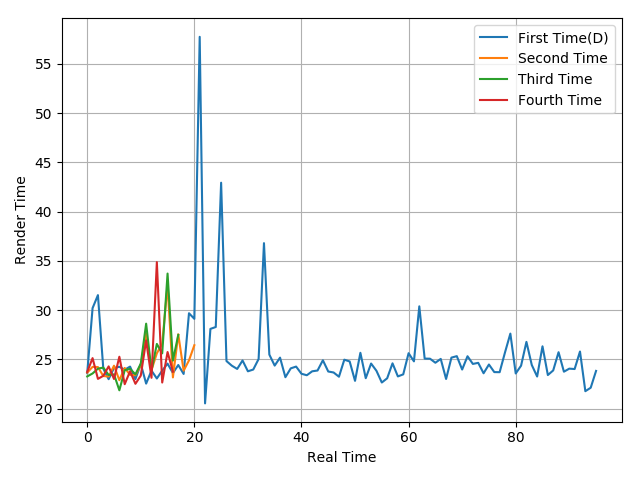 First Time(D)
Second Time
Third Time
Fourth Time
Render Time
55
50
45
40
35
30
25
20
0
20
40
60
80
Real Time